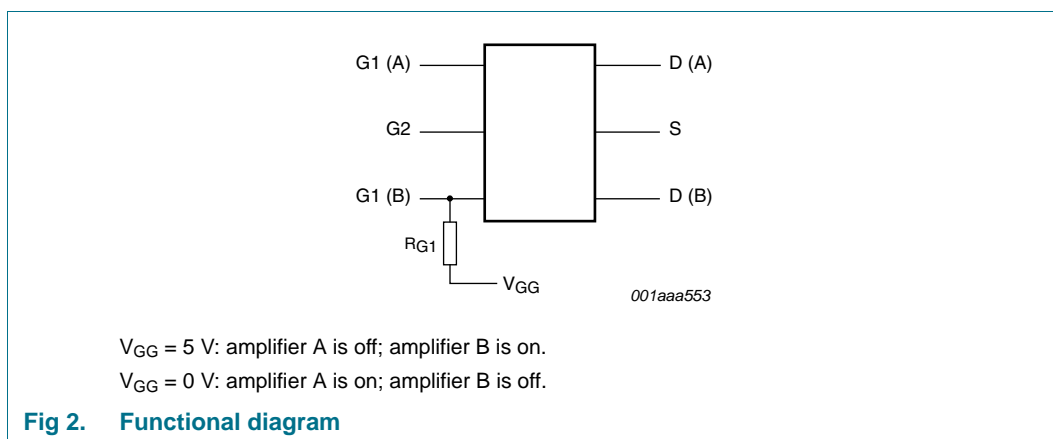 G1 (A)
D (A)
G2
S
G1 (B)
D (B)
RG1
VGG
001aaa553
VGG = 5 V: amplifier A is off; amplifier B is on.
VGG = 0 V: amplifier A is on; amplifier B is off.
Fig 2. Functional diagram